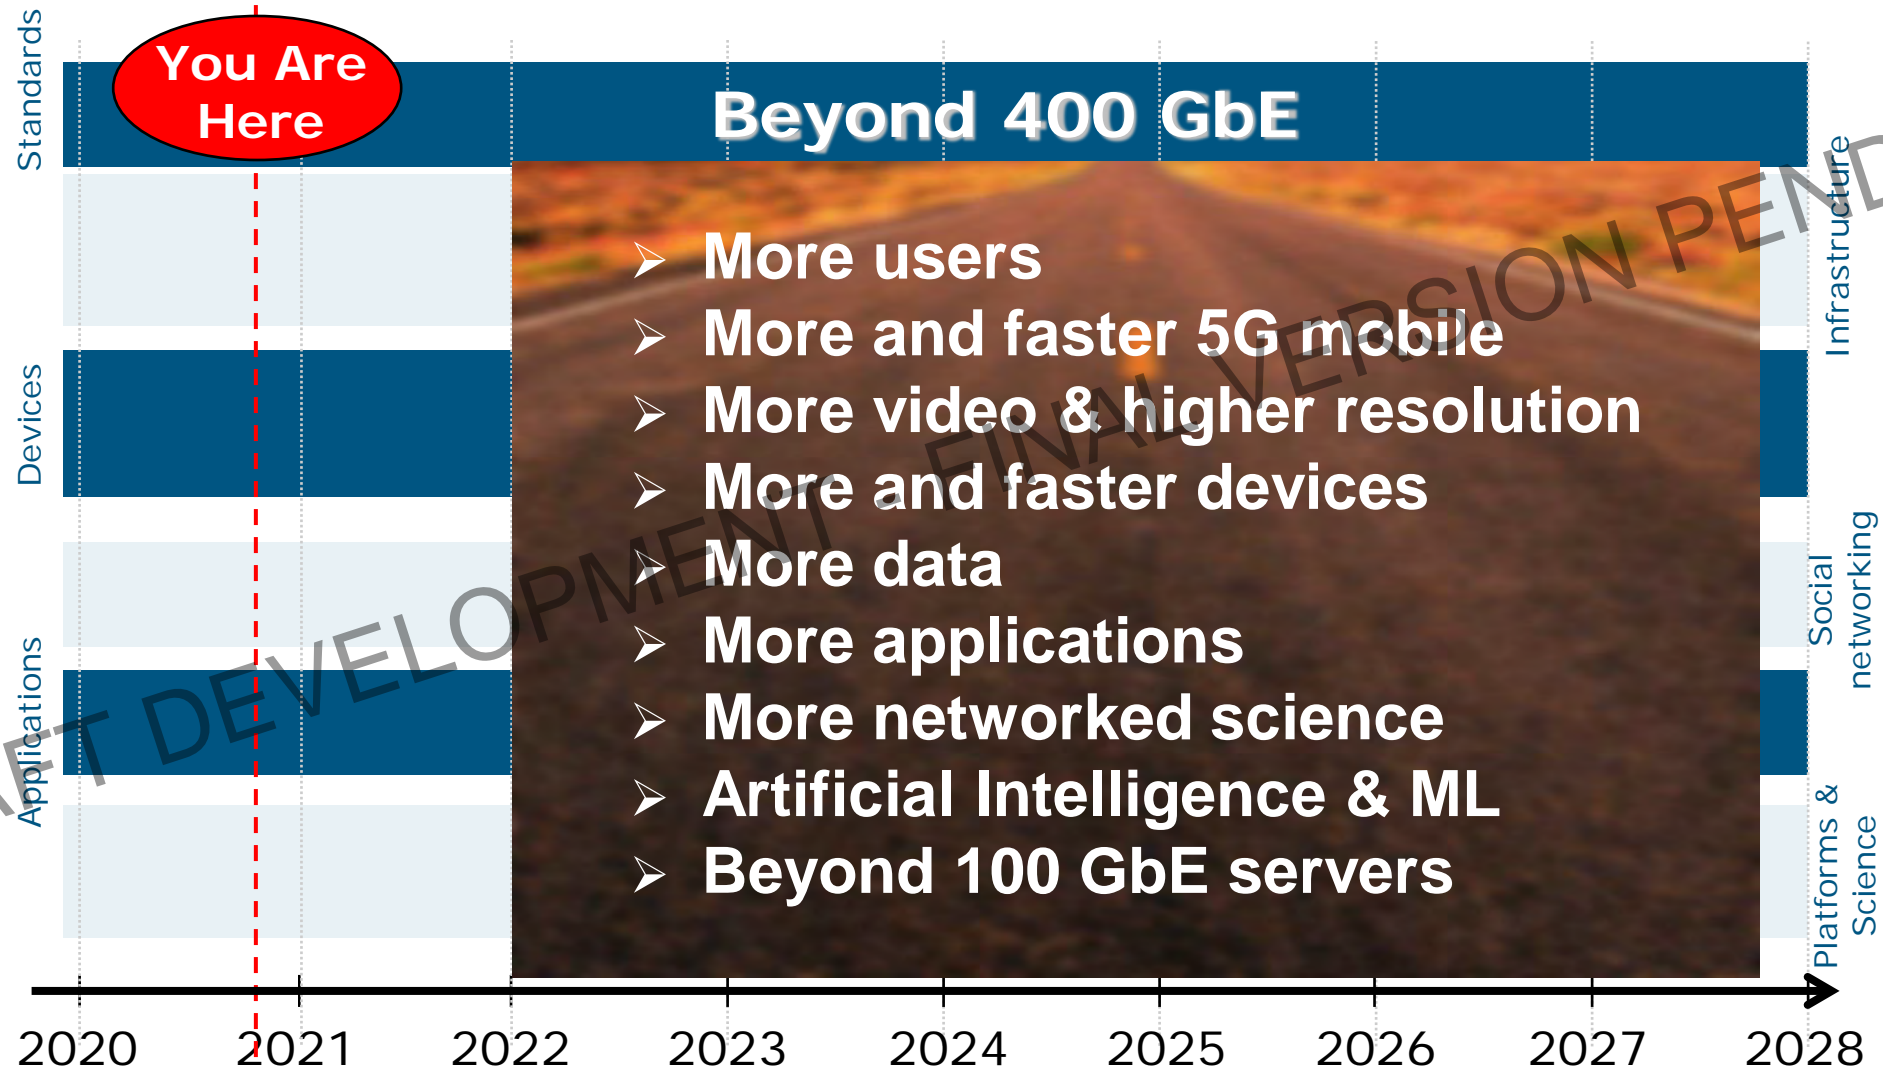 Standards
You Are
Here
Beyond 400 GbE
Infrastructure
Devices
Social
networking
Applications
Platforms &
Science
More users
More and faster 5G mobile
More video & higher resolution
More and faster devices
More data
More applications
More networked science
Artificial Intelligence & ML
Beyond 100 GbE servers
DEVELOPMENT - FINAL VERSION
2020 2021 2022 2023 2024 2025 2026 2027 2028